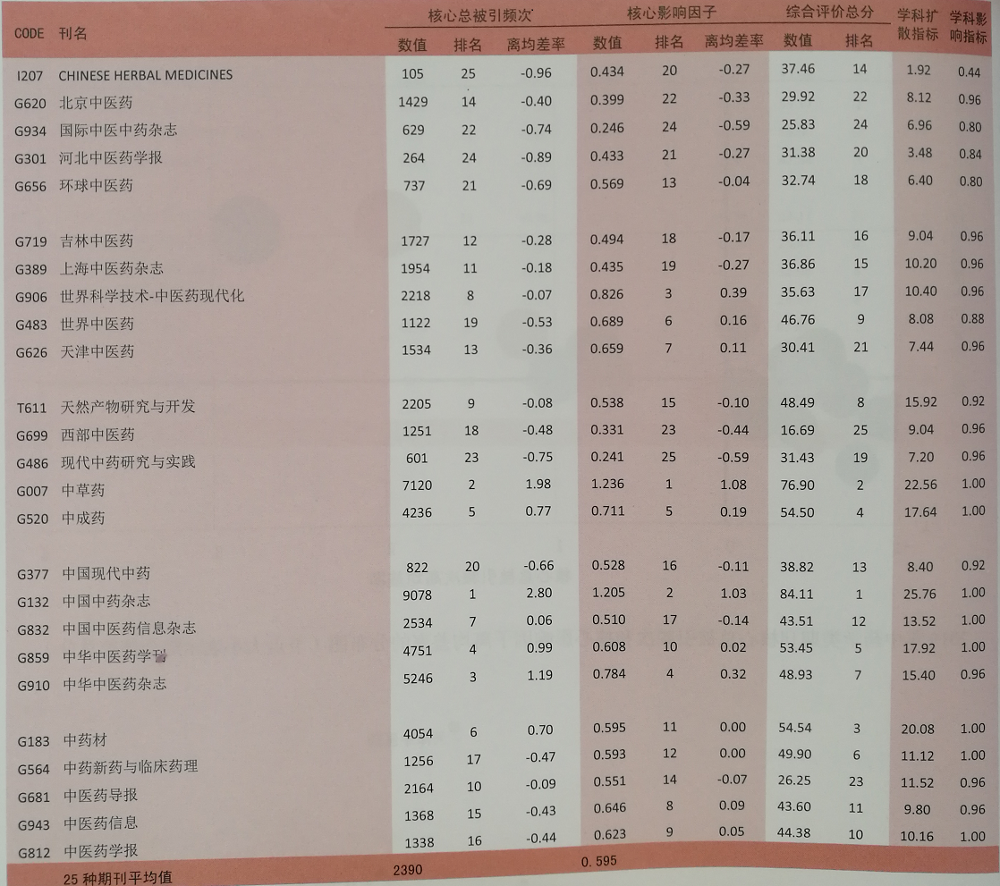 核心总被引频次 核心影响因子 综合评价总分 学科扩散指标 学科影响指标
CODE 刊名 数值 排名 离均差率 数值 排名 离均差率 数值 排名
I207 CHINESE HERBAL MEDICINES 105 25 -0.96 0.434 20 -0.27 37.46 14 1.92 0.44
G620 北京中医药 1429 14 -0.40 0.399 22 -0.33 29.92 22 8.12 0.96
G934 国际中医中药杂志 629 22 -0.74 0.246 24 -0.59 25.83 24 6.96 0.80
G301 河北中医药学报 264 24 -0.89 0.433 21 -0.27 31.38 20 3.48 0.84
G656 环球中医药 737 21 -0.69 0.569 13 -0.04 32.74 18 6.40 0.80
G719 吉林中医药 1727 12 -0.28 0.494 18 -0.17 36.11 16 9.04 0.96
G389 上海中医药杂志 1954 11 -0.18 0.435 19 -0.27 36.86 15 10.20 0.96
G906 世界科学技术-中医药现代化 2218 8 -0.07 0.826 3 0.39 35.63 17 10.40 0.96
G483 世界中医药 1122 19 -0.53 0.689 6 0.16 46.76 9 8.08 0.88
G626 天津中医药 1534 13 -0.36 0.659 7 0.11 30.41 21 7.44 0.96
T611 天然产物研究与开发 2205 9 -0.08 0.538 15 -0.10 48.49 8 15.92 0.92
G699 西部中医药 1251 18 -0.48 0.331 23 -0.44 16.69 25 9.04 0.96
G486 现代中药研究与实践 601 23 -0.75 0.241 25 -0.59 31.43 19 7.20 0.96
G007 中草药 7120 2 1.98 1.236 1 1.08 76.90 2 22.56 1.00
G520 中成药 4236 5 0.77 0.711 5 0.19 54.50 4 17.64 1.00
G377 中国现代中药 822 20 -0.66 0.528 16 -0.11 38.82 13 8.40 0.92
G132 中国中药杂志 9078 1 2.80 1.205 2 1.03 84.11 1 25.76 1.00
G832 中国中医药信息杂志 2534 7 0.06 0.510 17 -0.14 43.51 12 13.52 1.00
G859 中华中医药学刊 4751 4 0.99 0.608 10 0.02 53.45 5 17.92 1.00
G910 中华中医药杂志 5246 3 1.19 0.784 4 0.32 48.93 7 15.40 0.96
G183 中药材 4054 6 0.70 0.595 11 0.00 54.54 3 20.08 1.00
G564 中药新药与临床药理 1256 17 -0.47 0.593 12 0.00 49.90 6 11.12 1.00
G681 中医药导报 2164 10 -0.09 0.551 14 -0.07 26.25 23 11.52 0.96
G943 中医药信息 1368 15 -0.43 0.646 8 0.09 43.60 11 9.80 0.96
G812 中医药学报 1338 16 -0.44 0.623 9 0.05 44.38 10 10.16 1.00
25 种期刊平均值 2390 0.595